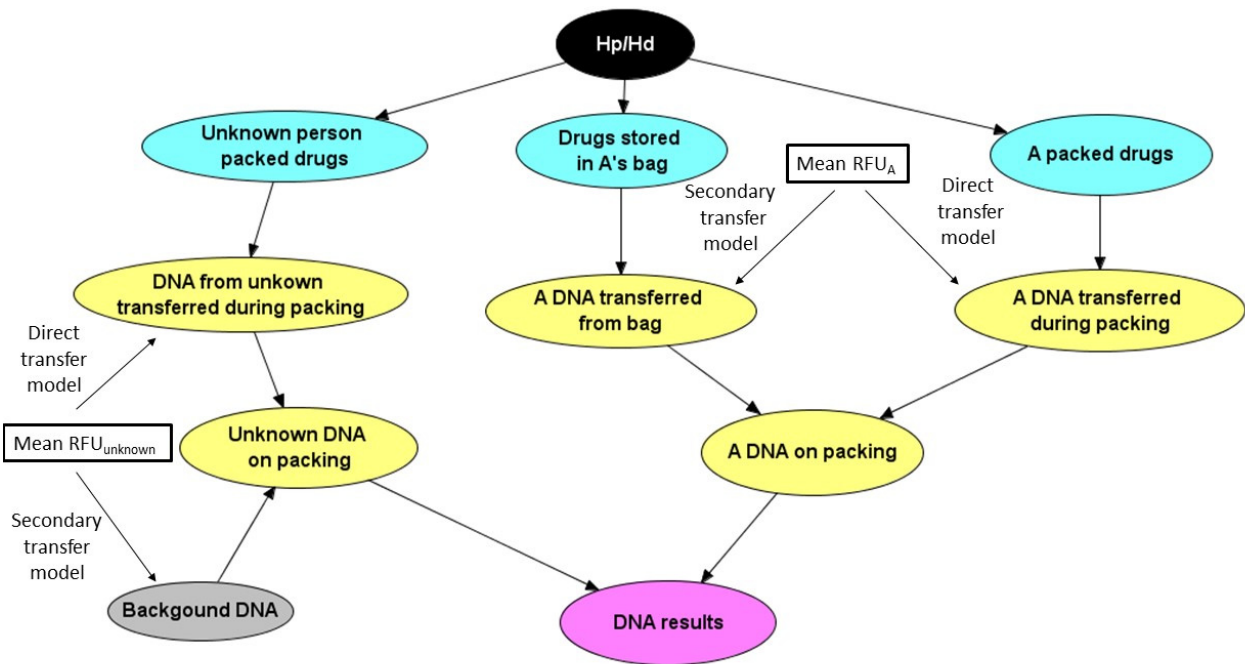 Hp/Hd
Unknown person
packed drugs
Drugs stored
in A's bag
Mean RFU_A
A packed drugs
Secondary
transfer
model
Direct
transfer
model
DNA from unkown
transferred during packing
A DNA transferred
from bag
A DNA transferred
during packing
Direct
transfer
model
Mean RFU_unknown
Unknown DNA
on packing
A DNA on packing
Secondary
transfer
model
Backgound DNA
DNA results